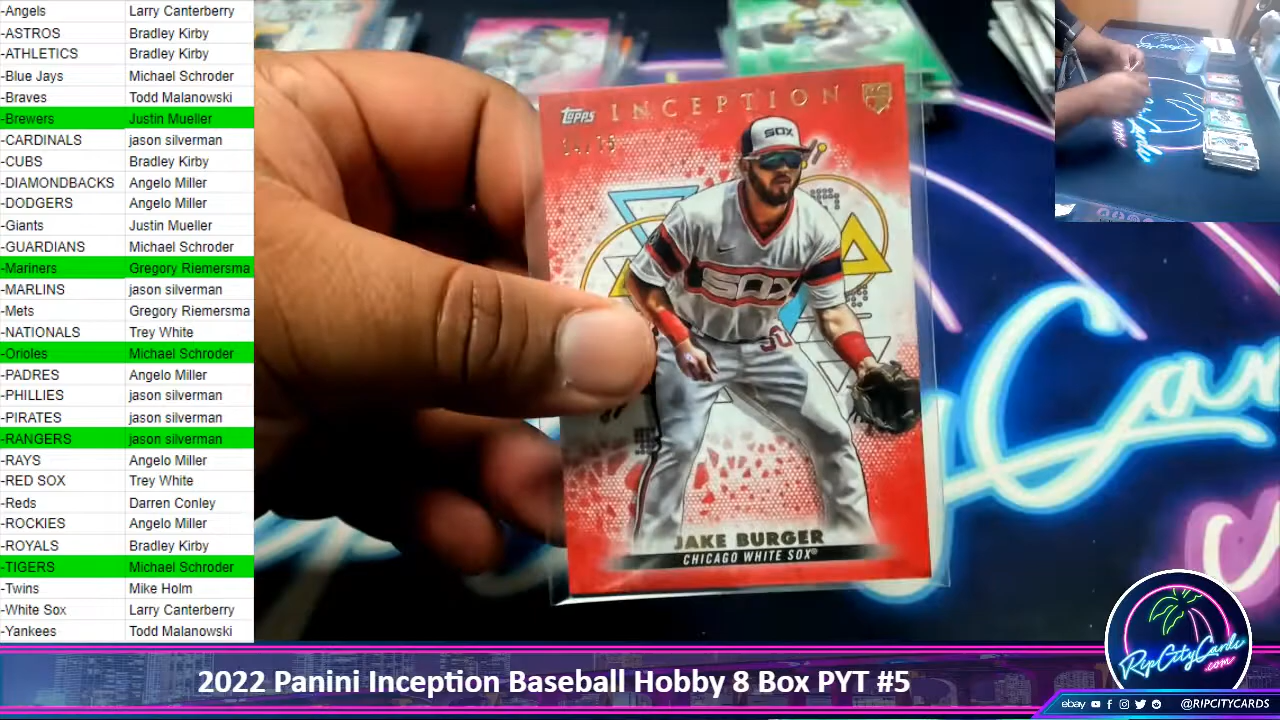 -Angels Larry Canterberry
-ASTROS Bradley Kirby
-ATHLETICS Bradley Kirby
-Blue Jays Michael Schroder
-Braves Todd Malanowski
-Brewers Justin Mueller
-CARDINALS jason silverman
-CUBS Bradley Kirby
-DIAMONDBACKS Angelo Miller
-DODGERS Angelo Miller
-Giants Justin Mueller
-GUARDIANS Michael Schroder
-Mariners Gregory Riemersma
-MARLINS jason silverman
-Mets Gregory Riemersma
-NATIONALS Trey White
-Orioles Michael Schroder
-PADRES Angelo Miller
-PHILLIES jason silverman
-PIRATES jason silverman
-RANGERS jason silverman
-RAYS Angelo Miller
-RED SOX Trey White
-Reds Darren Conley
-ROCKIES Angelo Miller
-ROYALS Bradley Kirby
-TIGERS Michael Schroder
-Twins Mike Holm
-White Sox Larry Canterberry
-Yankees Todd Malanowski
TOPPS INCEPTION RC
SOX
SOX
JAKE BURGER
CHICAGO WHITE SOX®
Car
RipCityCards
.com
2022 Panini Inception Baseball Hobby 8 Box PYT #5
ebay @RIPCITYCARDS